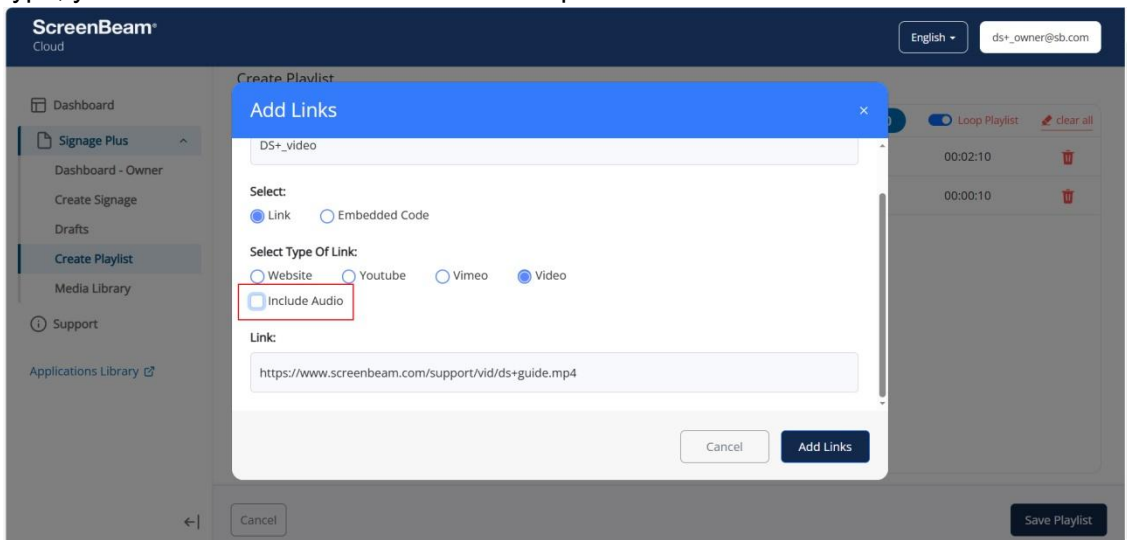 ScreenBeam®
Cloud
English
ds+_owner@sb.com
Dashboard
Signage Plus
Dashboard - Owner
Create Signage
Drafts
Create Playlist
Media Library
Support
Applications Library
Create Playlist
Loop Playlist
clear all
00:02:10
00:00:10
Add Links
×
DS+_video
Select:
Link Embedded Code
Select Type Of Link:
Website Youtube Vimeo Video
Include Audio
Link:
https://www.screenbeam.com/support/vid/ds+guide.mp4
Cancel Add Links
Cancel Save Playlist